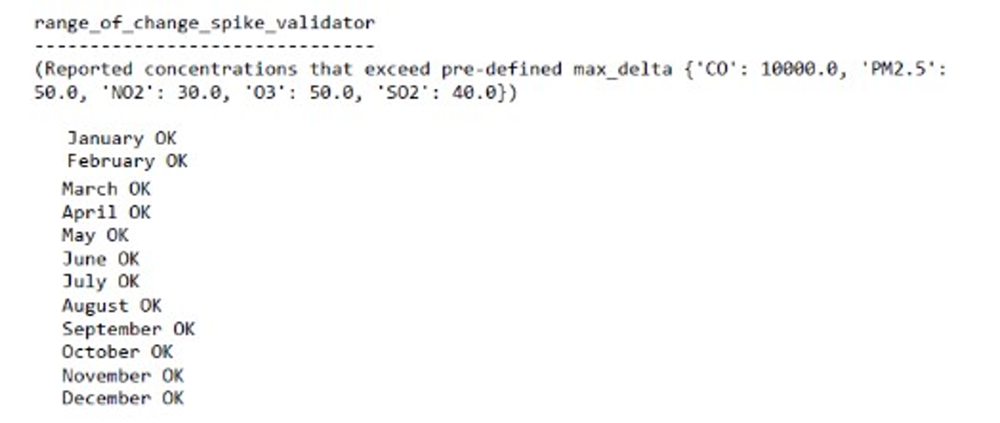 range_of_change_spike_validator
-------------------------------
(Reported concentrations that exceed pre-defined max_delta {'CO': 10000.0, 'PM2.5':
50.0, 'NO2': 30.0, 'O3': 50.0, 'SO2': 40.0})
January OK
February OK
March OK
April OK
May OK
June OK
July OK
August OK
September OK
October OK
November OK
December OK